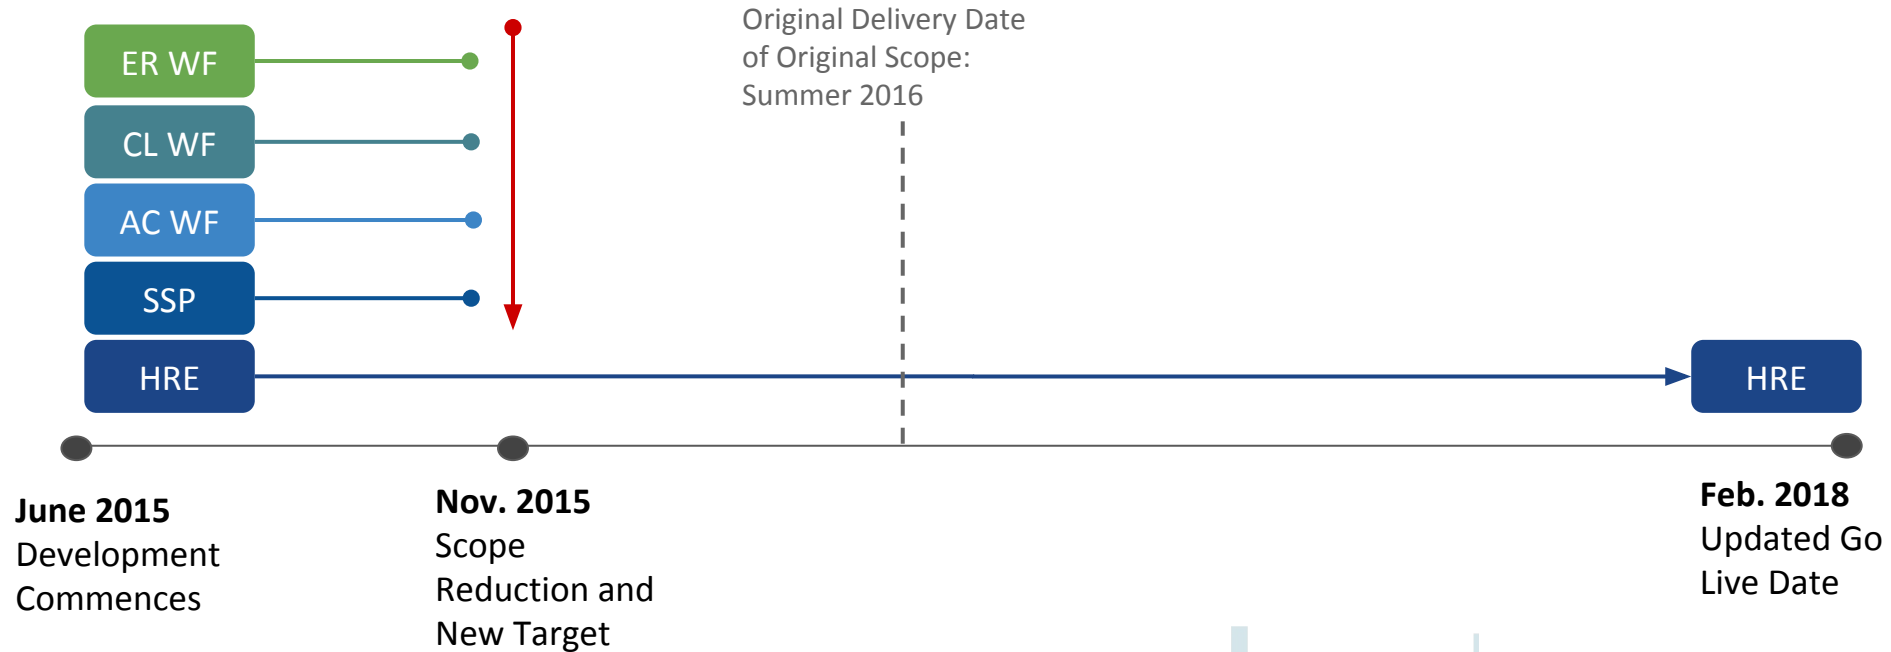 Original Delivery Date
of Original Scope:
Summer 2016
ER WF
CL WF
AC WF
SSP
HRE
HRE
June 2015
Development
Commences
Nov. 2015
Scope
Reduction and
New Target
Feb. 2018
Updated Go
Live Date